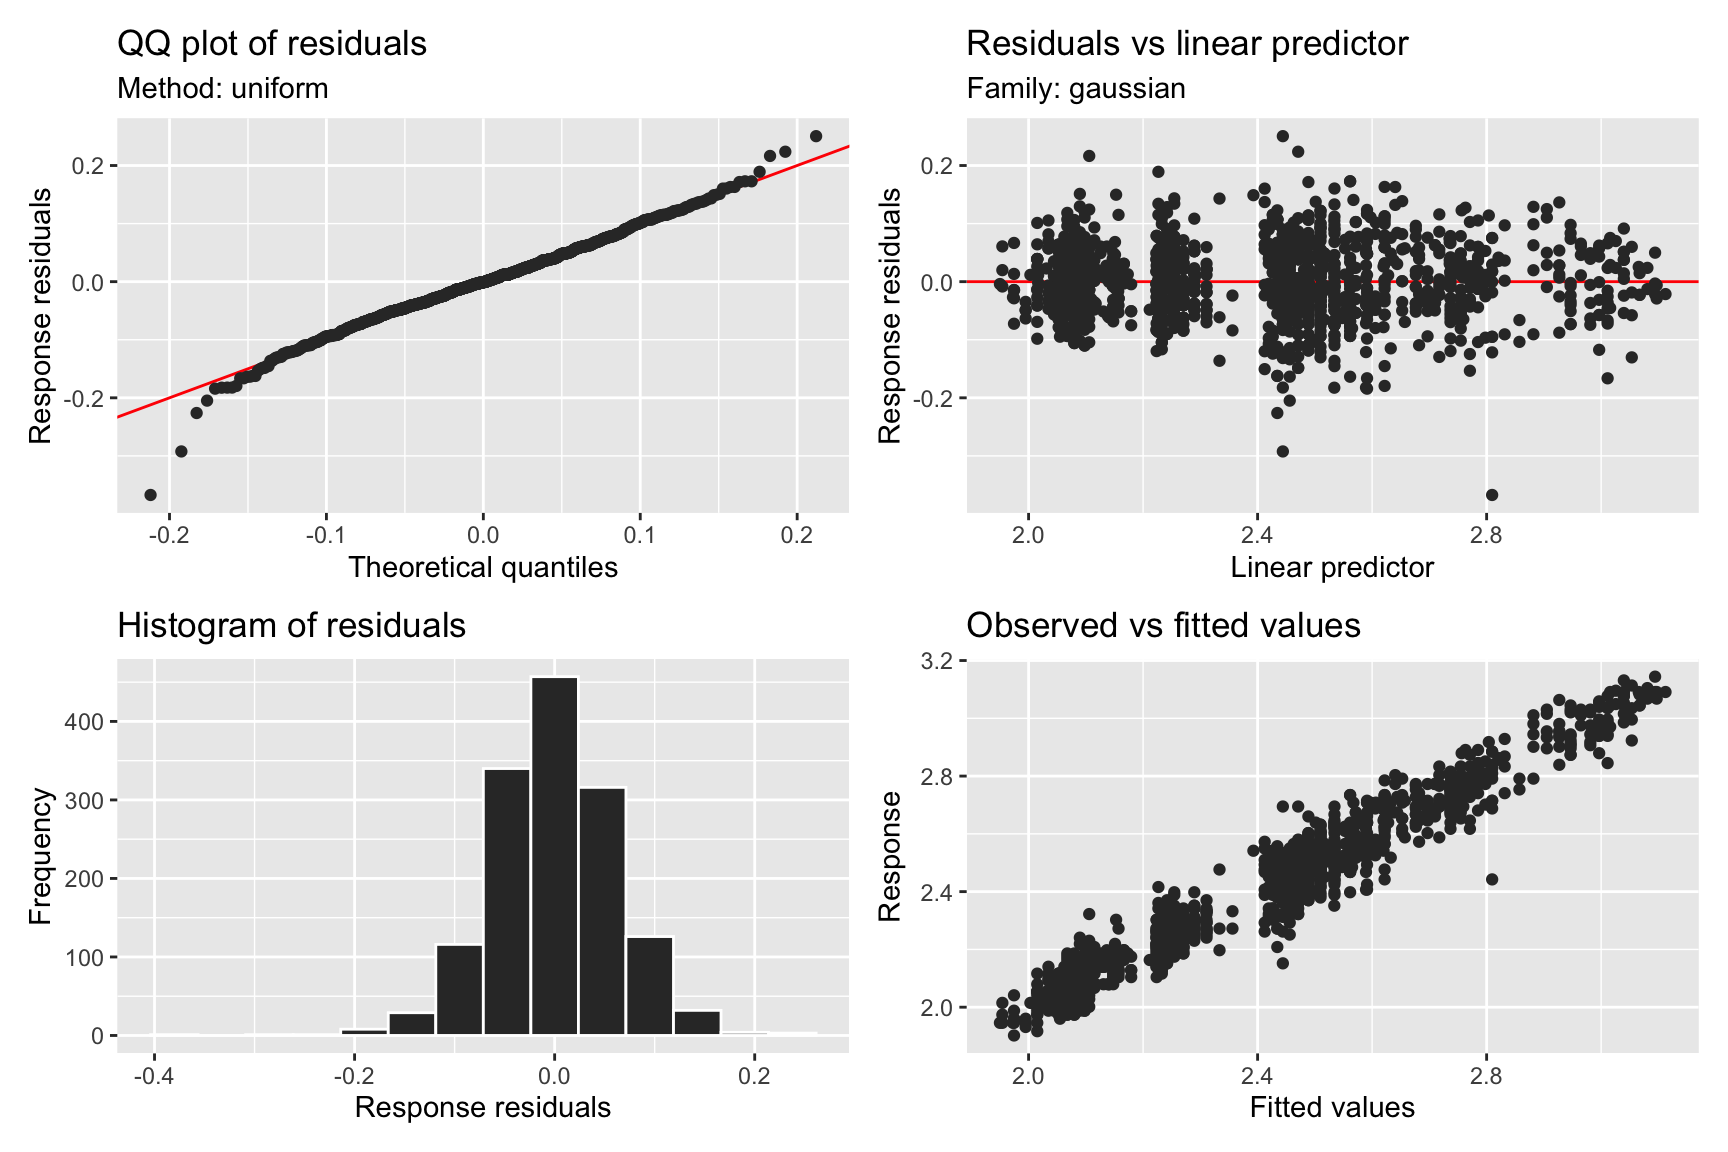 QQ plot of residuals
Method: uniform
0.2
0.0
-0.2
Response residuals
-0.2
-0.1
0.0
0.1
0.2
Theoretical quantiles
Residuals vs linear predictor
Family: gaussian
0.2
0.0
-0.2
Response residuals
2.0
2.4
2.8
Linear predictor
Histogram of residuals
400
300
200
100
0
Frequency
-0.4
-0.2
0.0
0.2
Response residuals
Observed vs fitted values
3.2
2.8
2.4
2.0
Response
2.0
2.4
2.8
Fitted values